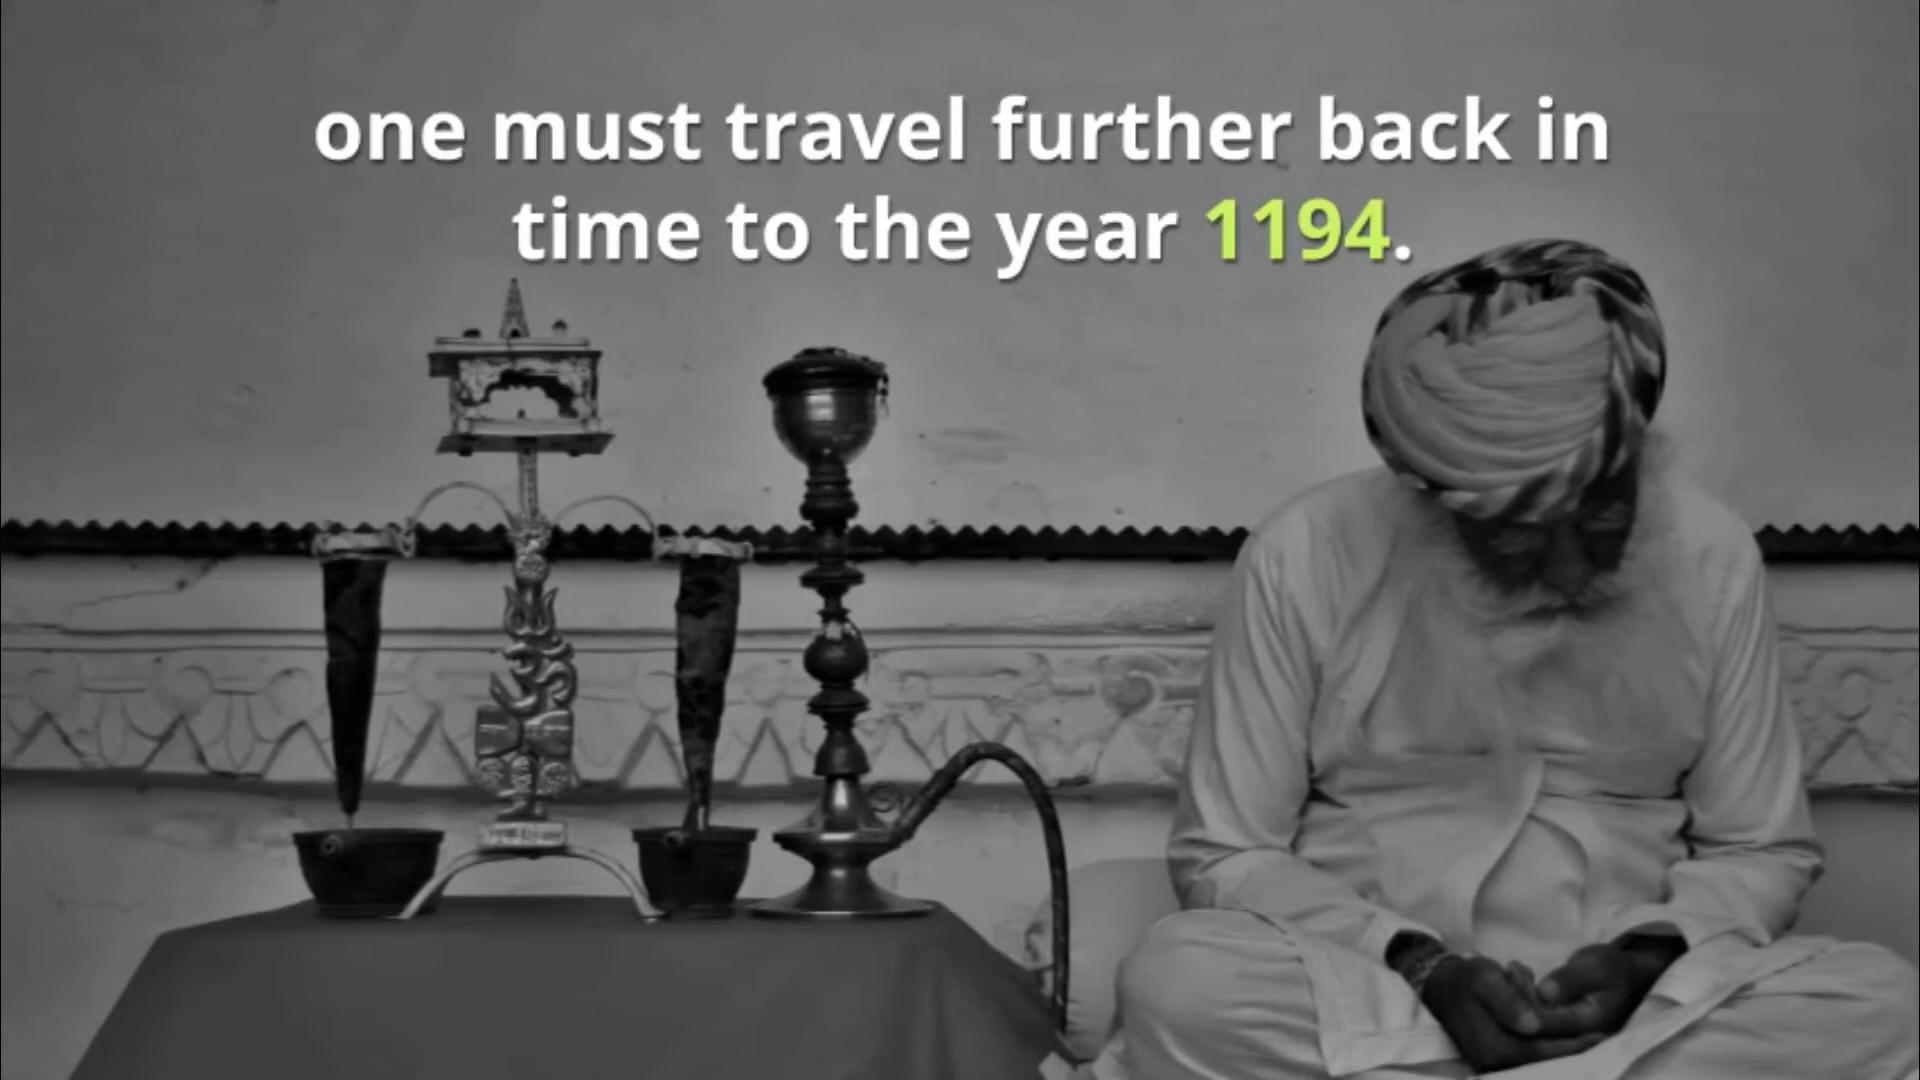 one must travel further back in
time to the year 1194.